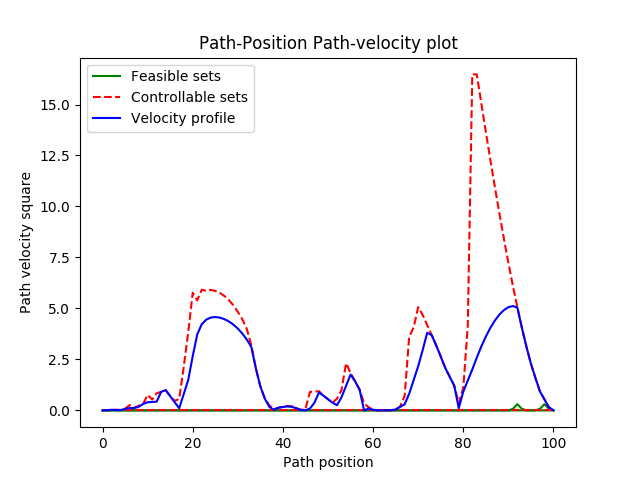 Path-Position Path-velocity plot
Feasible sets
Controllable sets
Velocity profile
15.0
12.5
10.0
7.5
5.0
2.5
0.0
Path velocity square
0 20 40 60 80 100
Path position